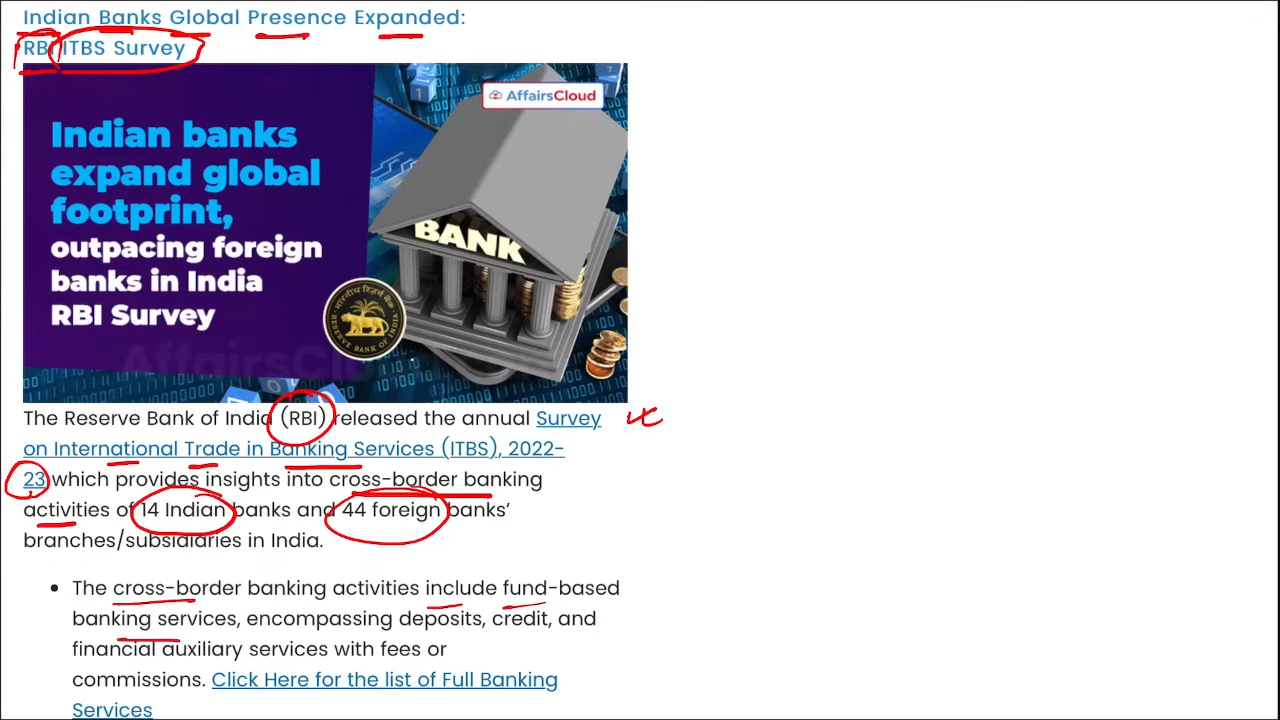 Indian Banks Global Presence Expanded:
RBI ITBS Survey
AffairsCloud
Indian banks
expand global
footprint,
outpacing foreign
banks in India
RBI Survey
BANK
भारतीय रिज़र्व बैंक
RESERVE BANK OF INDIA
The Reserve Bank of India (RBI) released the annual Survey
on International Trade in Banking Services (ITBS), 2022-
23 which provides insights into cross-border banking
activities of 14 Indian banks and 44 foreign banks’
branches/subsidiaries in India.
• The cross-border banking activities include fund-based
banking services, encompassing deposits, credit, and
financial auxiliary services with fees or
commissions. Click Here for the list of Full Banking
Services